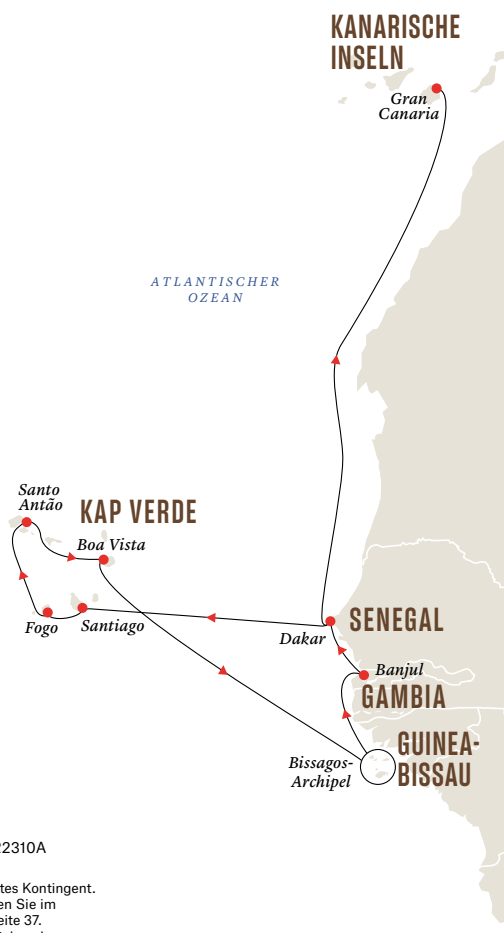 KANARISCHE
INSELN
Gran
Canaria
ATLANTISCHER
OZEAN
Santo
Antão
KAP VERDE
Boa Vista
Fogo
Santiago
Dakar
SENEGAL
Banjul
GAMBIA
GUINEA-
BISSAU
Bissagos-
Archipel
22310A
tes Kontingent.
en Sie im
eite 37.